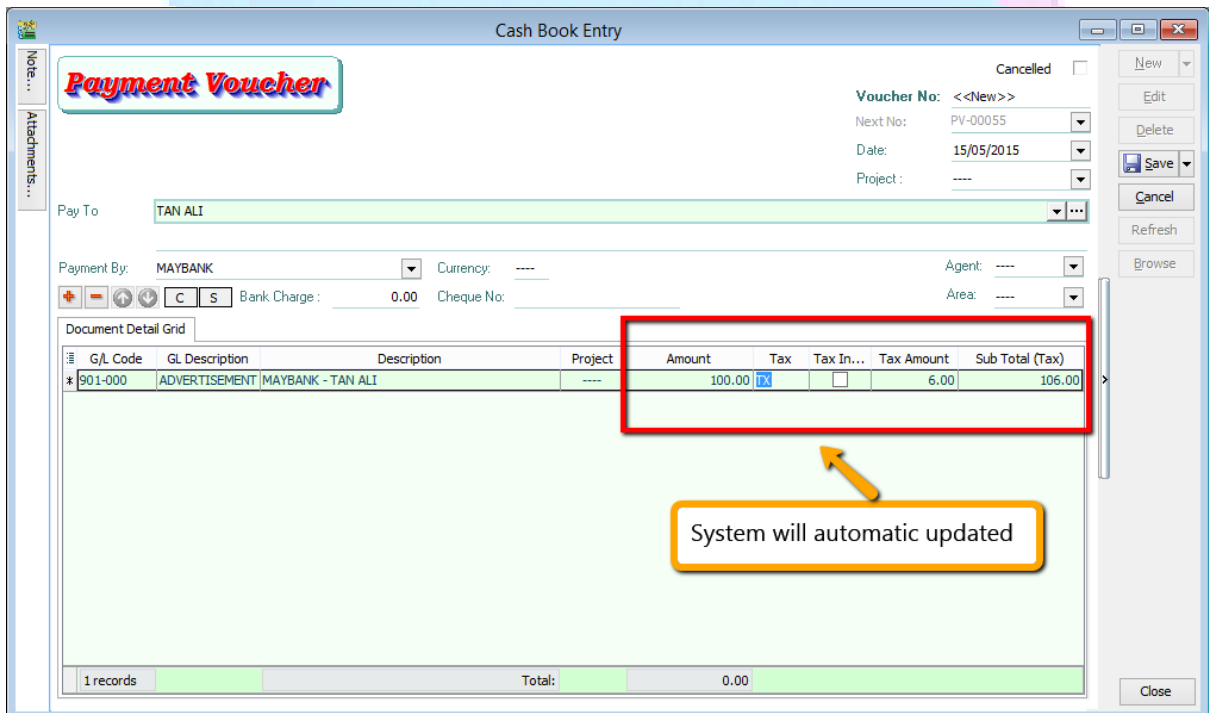 Cash Book Entry
Note...
Attachments...
Payment Voucher
Cancelled
Voucher No: <<New>>
Next No: PV-00055
Date: 15/05/2015
Project : ----
Pay To TAN ALI
Payment By: MAYBANK Currency: ---- Agent: ----
C S Bank Charge : 0.00 Cheque No: Area: ----
Document Detail Grid
G/L Code GL Description Description Project Amount Tax Tax In... Tax Amount Sub Total (Tax)
* 901-000 ADVERTISEMENT MAYBANK - TAN ALI ---- 100.00 TX 6.00 106.00
System will automatic updated
1 records Total: 0.00
New
Edit
Delete
Save
Cancel
Refresh
Browse
Close